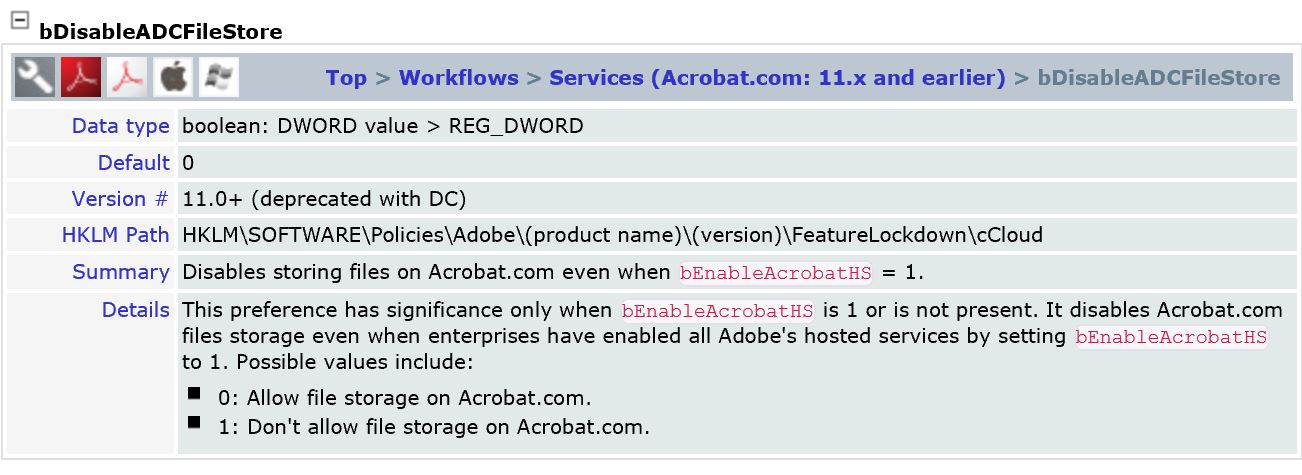 bDisableADCFileStore
Top > Workflows > Services (Acrobat.com: 11.x and earlier) > bDisableADCFileStore
Data type boolean: DWORD value > REG_DWORD
Default 0
Version # 11.0+ (deprecated with DC)
HKLM Path HKLM\SOFTWARE\Policies\Adobe\(product name)\(version)\FeatureLockdown\cCloud
Summary Disables storing files on Acrobat.com even when bEnableAcrobatHS = 1.
Details This preference has significance only when bEnableAcrobatHS is 1 or is not present. It disables Acrobat.com
files storage even when enterprises have enabled all Adobe's hosted services by setting bEnableAcrobatHS
to 1. Possible values include:
■ 0: Allow file storage on Acrobat.com.
■ 1: Don't allow file storage on Acrobat.com.